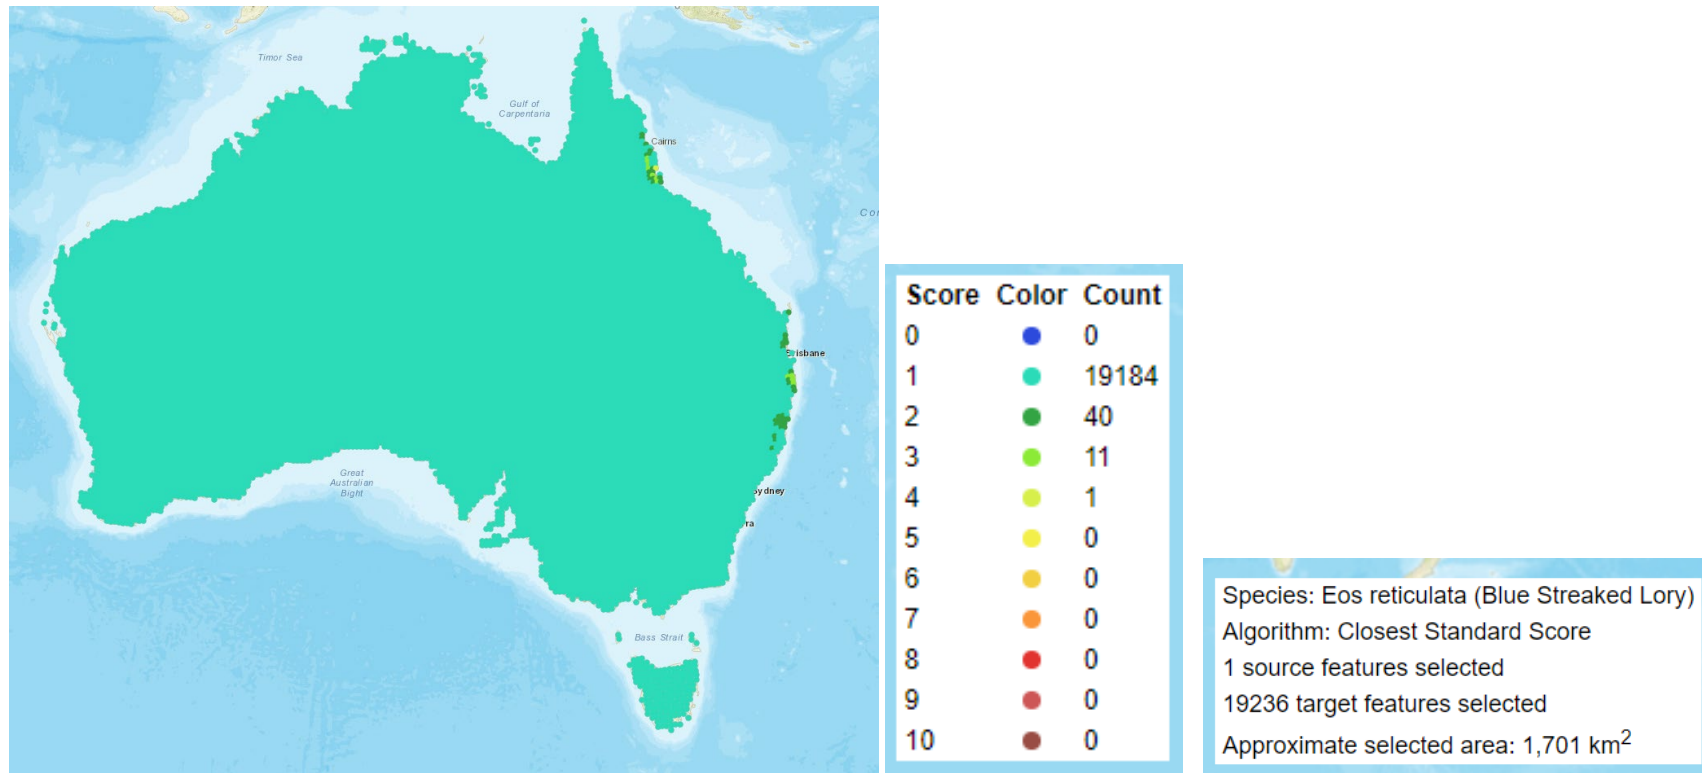 Timor Sea
Gulf of
Carpentaria
Cairns
Brisbane
Great
Australian
Bight
Sydney
ra
Bass Strait
Score Color Count
0 0
1 19184
2 40
3 11
4 1
5 0
6 0
7 0
8 0
9 0
10 0
Species: Eos reticulata (Blue Streaked Lory)
Algorithm: Closest Standard Score
1 source features selected
19236 target features selected
Approximate selected area: 1,701 km²